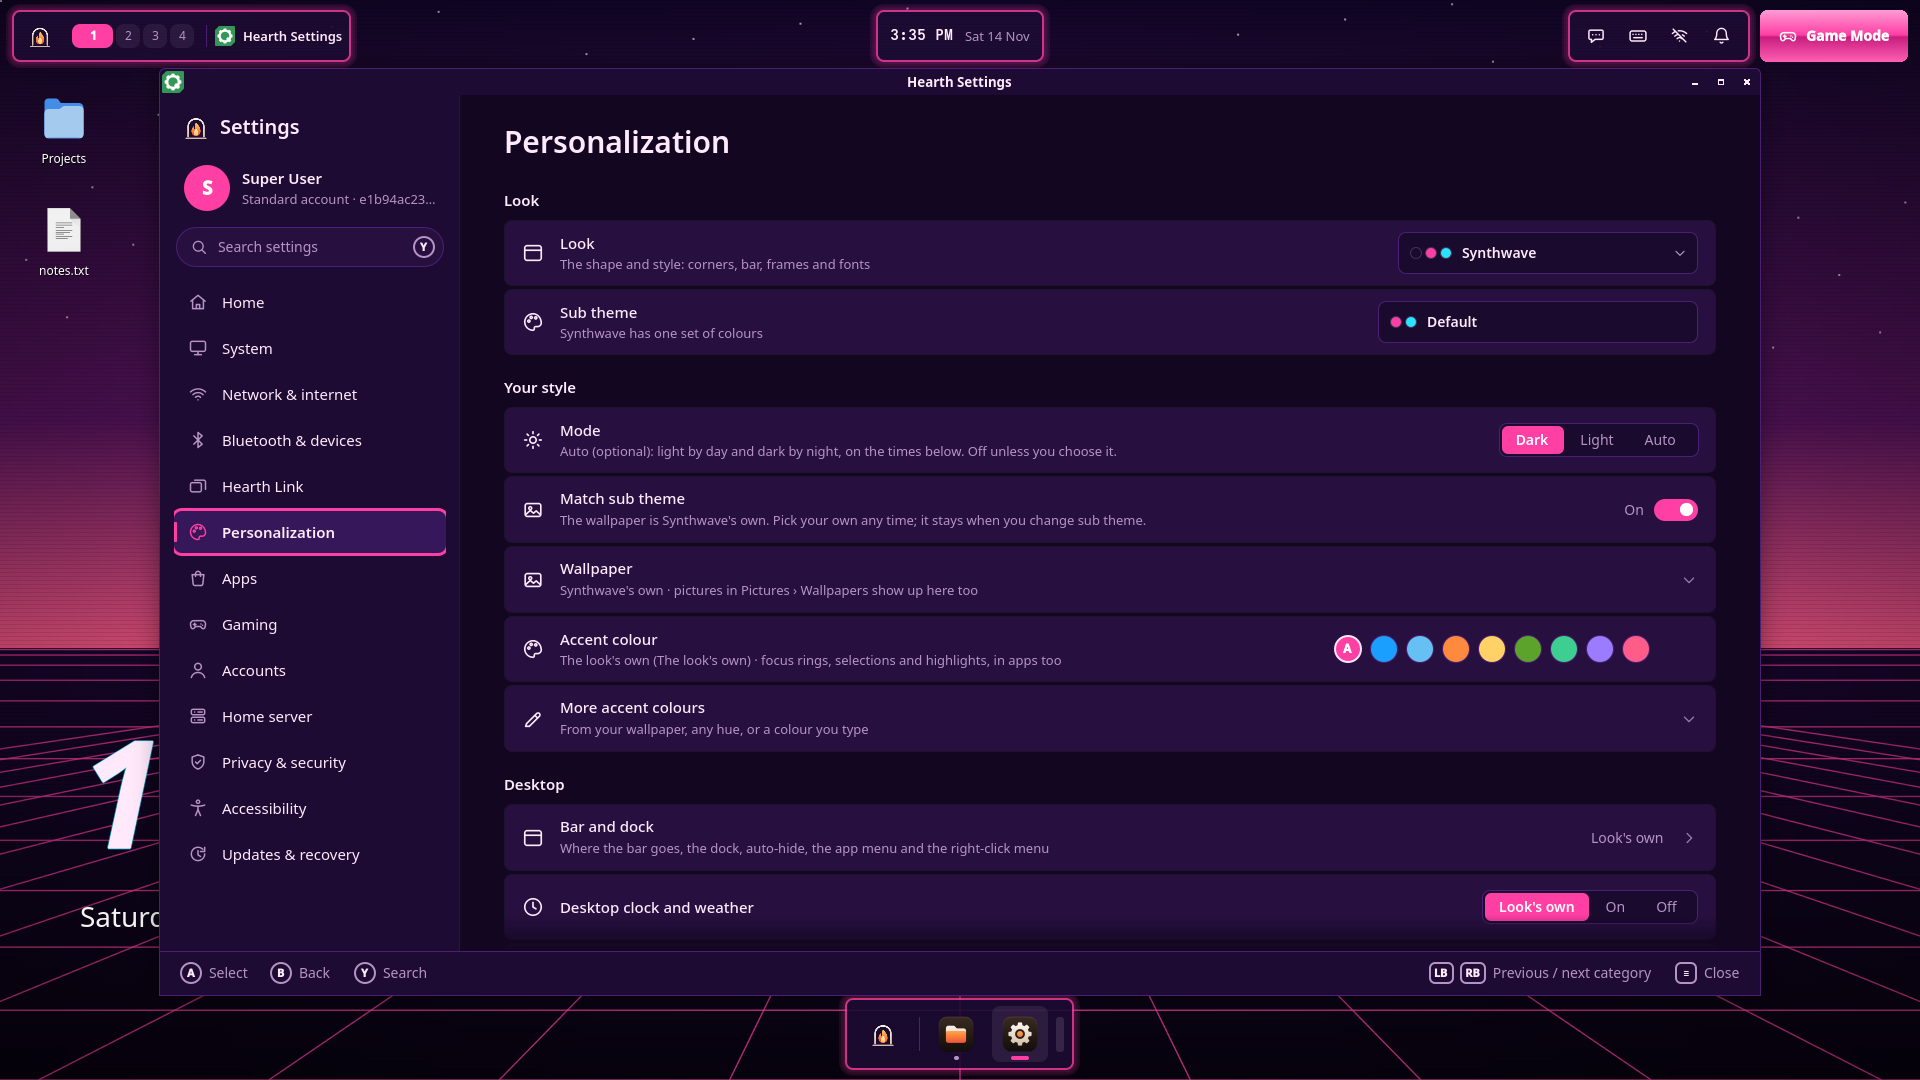 1 2 3 4 Hearth Settings
3:35 PM Sat 14 Nov
Game Mode
Hearth Settings
Projects
notes.txt
1
Saturd
Settings
S
Super User
Standard account · e1b94ac23...
Search settings Y
Home
System
Network & internet
Bluetooth & devices
Hearth Link
Personalization
Apps
Gaming
Accounts
Home server
Privacy & security
Accessibility
Updates & recovery
Personalization
Look
Look
The shape and style: corners, bar, frames and fonts
Synthwave
Sub theme
Synthwave has one set of colours
Default
Your style
Mode
Auto (optional): light by day and dark by night, on the times below. Off unless you choose it.
Dark Light Auto
Match sub theme
The wallpaper is Synthwave's own. Pick your own any time; it stays when you change sub theme.
On
Wallpaper
Synthwave's own · pictures in Pictures › Wallpapers show up here too
Accent colour
The look's own (The look's own) · focus rings, selections and highlights, in apps too
A
More accent colours
From your wallpaper, any hue, or a colour you type
Desktop
Bar and dock
Where the bar goes, the dock, auto-hide, the app menu and the right-click menu
Look's own
Desktop clock and weather
Look's own On Off
A Select B Back Y Search
LB RB Previous / next category ≡ Close